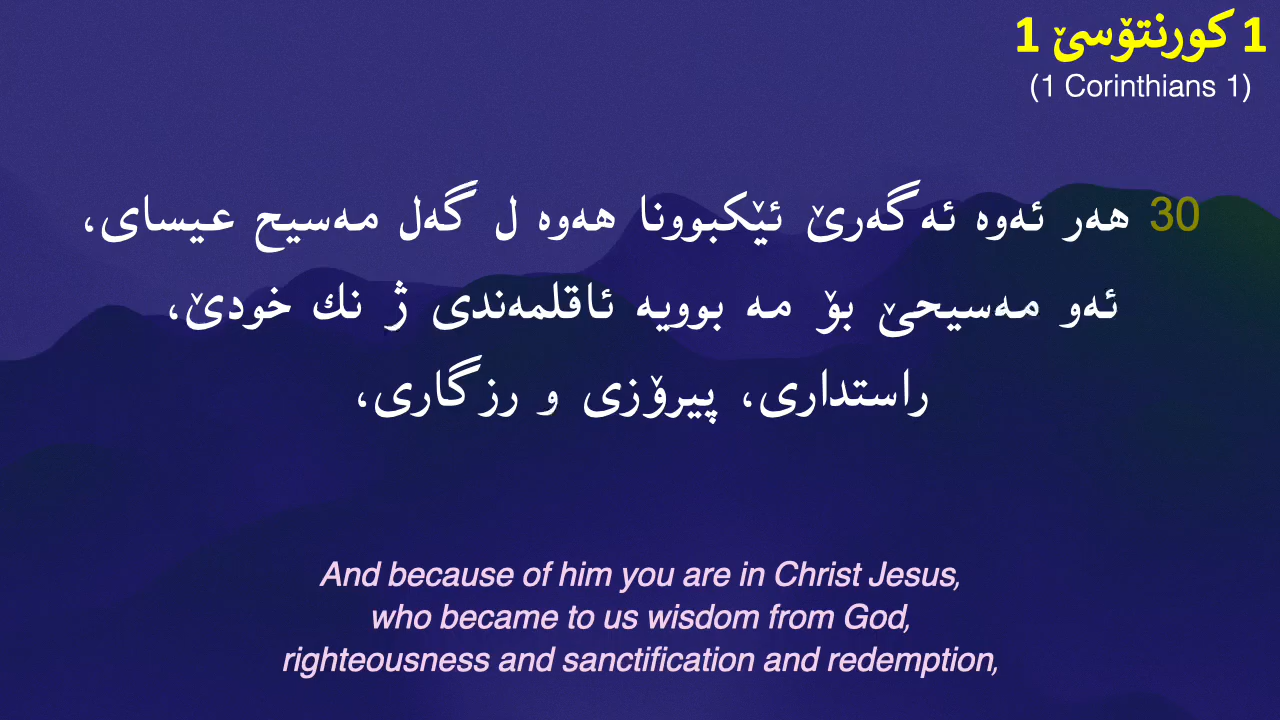 1 کورنتۆسێ 1
(1 Corinthians 1)
30 هەر ئەوە ئەگەرێ ئێکبوونا هەوە ل گەل مەسیح عیسای،
ئەو مەسیحێ بۆ مە بوویە ئاقلمەندی ژ نك خودێ،
راستداری، پیرۆزی و رزگاری،
And because of him you are in Christ Jesus,
who became to us wisdom from God,
righteousness and sanctification and redemption,